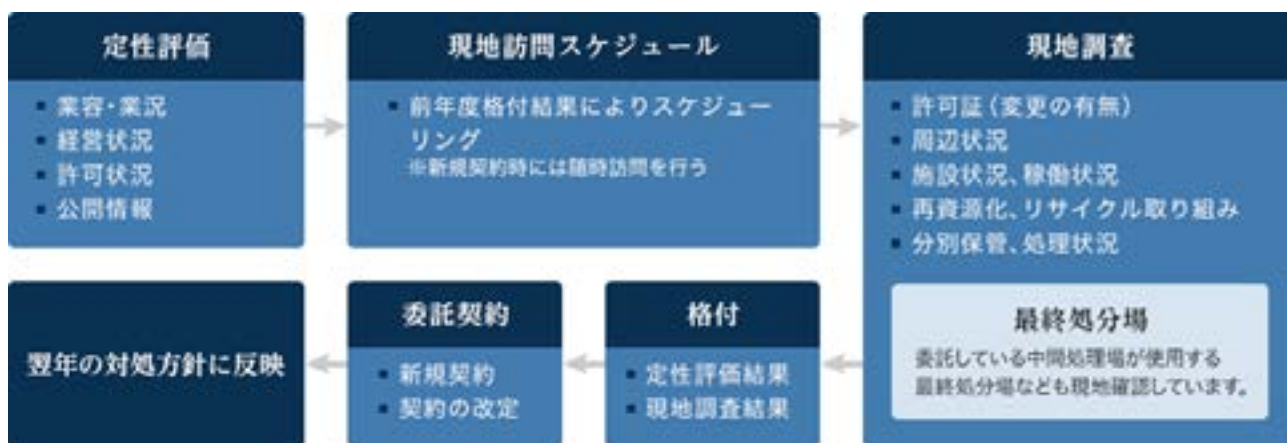 定性評価
▪ 業容・業況
▪ 経営状況
▪ 許可状況
▪ 公開情報
現地訪問スケジュール
▪ 前年度格付結果によりスケジュー
リング
※新規契約時には随時訪問を行う
現地調査
▪ 許可証（変更の有無）
▪ 周辺状況
▪ 施設状況、稼働状況
▪ 再資源化、リサイクル取り組み
▪ 分別保管、処理状況
最終処分場
委託している中間処理場が使用する
最終処分場なども現地確認しています。
格付
▪ 定性評価結果
▪ 現地調査結果
委託契約
▪ 新規契約
▪ 契約の改定
翌年の対処方針に反映